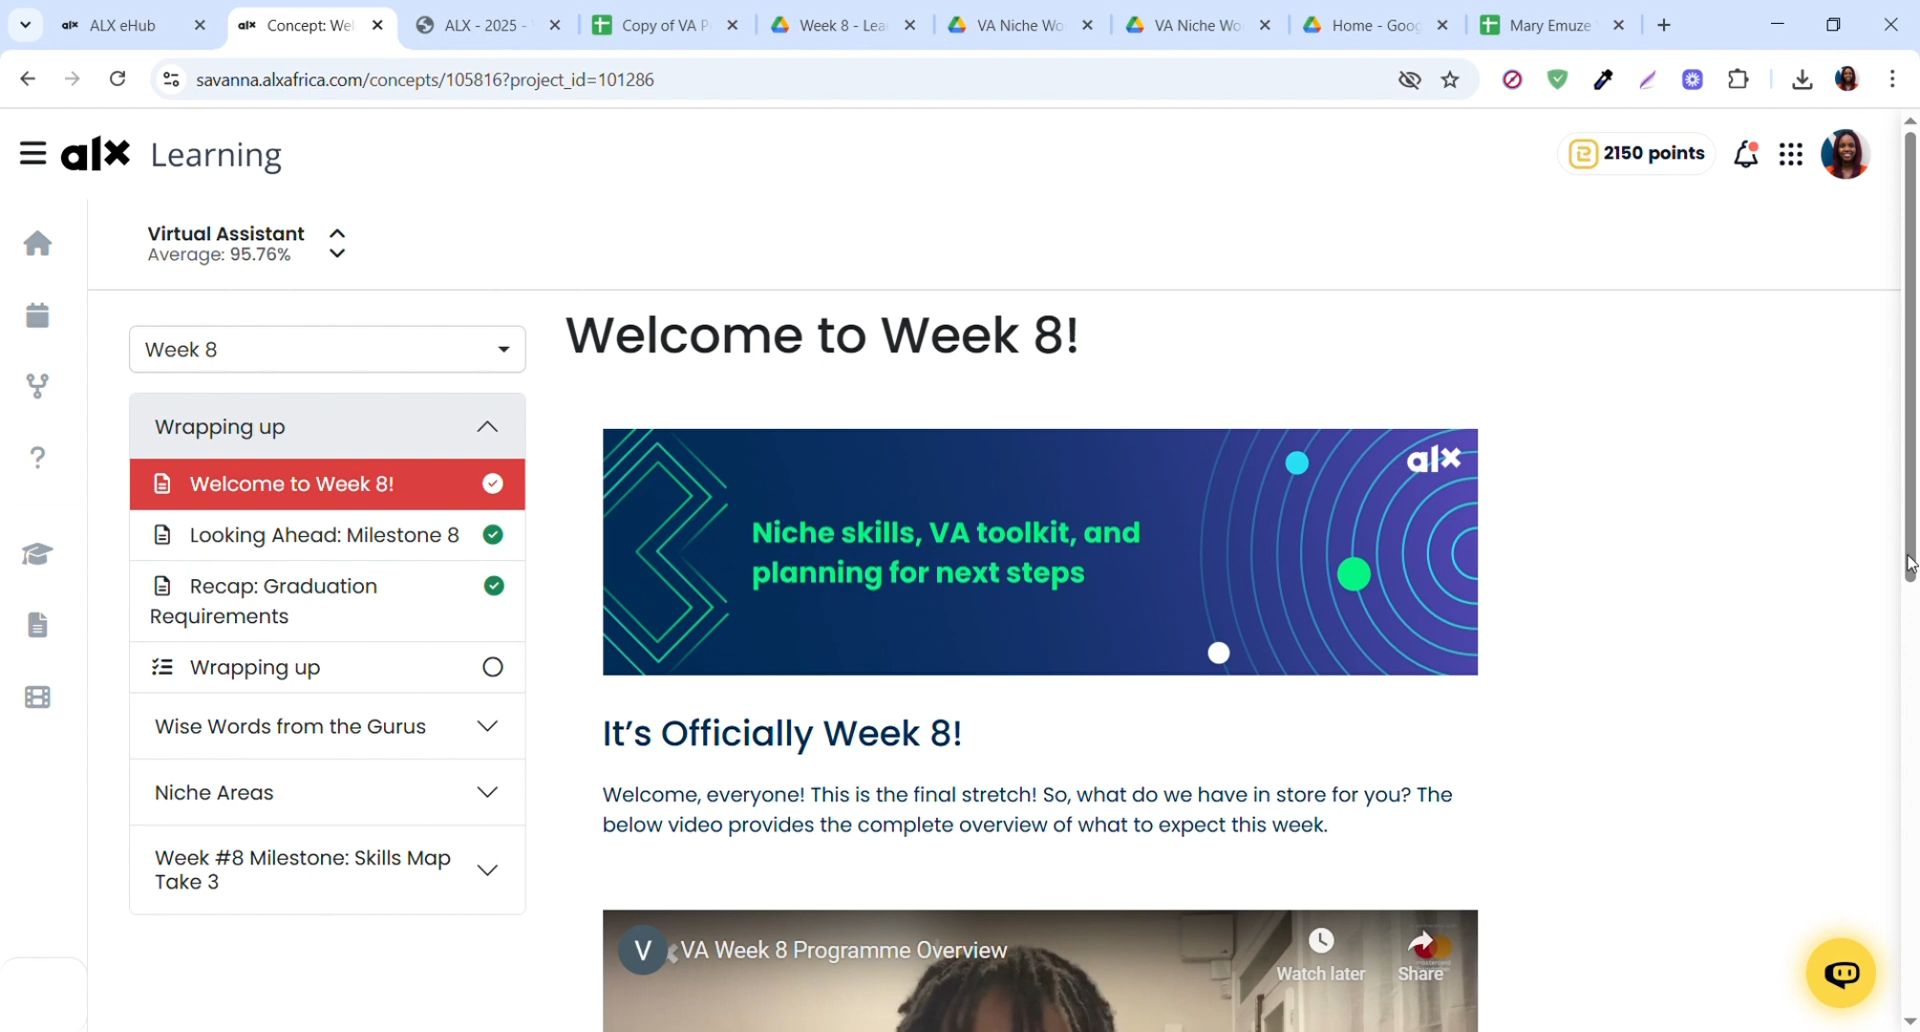 ALX eHub
Concept: Wel
ALX - 2025 -
Copy of VA P
Week 8 - Lea
VA Niche Wo
VA Niche Wo
Home - Goog
Mary Emuze
savanna.alxafrica.com/concepts/105816?project_id=101286
alx Learning
2150 points
Virtual Assistant
Average: 95.76%
Week 8
Wrapping up
Welcome to Week 8!
Looking Ahead: Milestone 8
Recap: Graduation
Requirements
Wrapping up
Wise Words from the Gurus
Niche Areas
Week #8 Milestone: Skills Map
Take 3
Welcome to Week 8!
alx
Niche skills, VA toolkit, and
planning for next steps
It's Officially Week 8!
Welcome, everyone! This is the final stretch! So, what do we have in store for you? The
below video provides the complete overview of what to expect this week.
V VA Week 8 Programme Overview
Watch later
Share